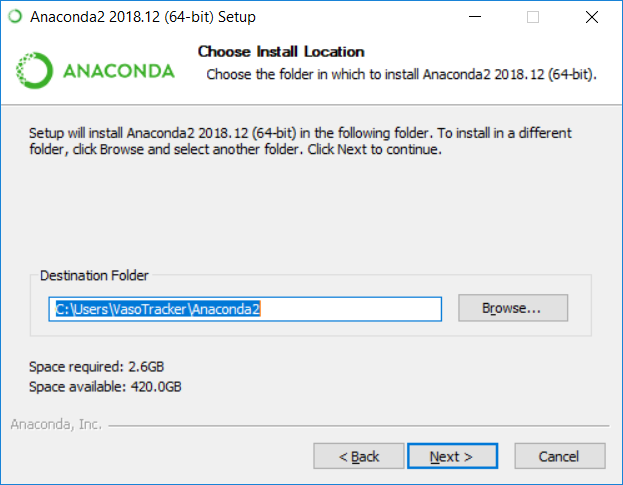 Anaconda2 2018.12 (64-bit) Setup
Choose Install Location
ANACONDA
Choose the folder in which to install Anaconda2 2018.12 (64-bit).
Setup will install Anaconda2 2018.12 (64-bit) in the following folder. To install in a different
folder, click Browse and select another folder. Click Next to continue.
Destination Folder
C:\Users\VasoTracker\Anaconda2
Browse...
Space required: 2.6GB
Space available: 420.0GB
Anaconda, Inc.
< Back
Next >
Cancel